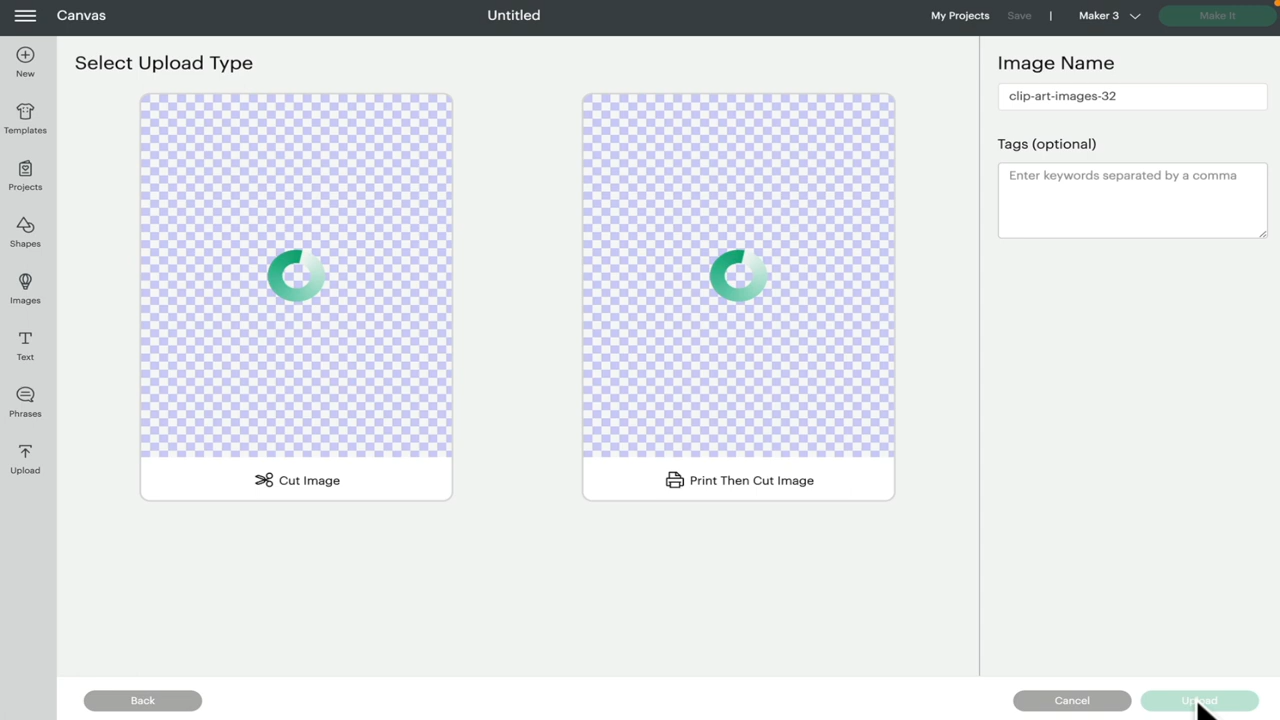 Canvas
Untitled
My Projects
Save
|
Maker 3
Make It
New
Templates
Projects
Shapes
Images
Text
Phrases
Upload
Select Upload Type
Cut Image
Print Then Cut Image
Image Name
clip-art-images-32
Tags (optional)
Enter keywords separated by a comma
Back
Cancel
Upload